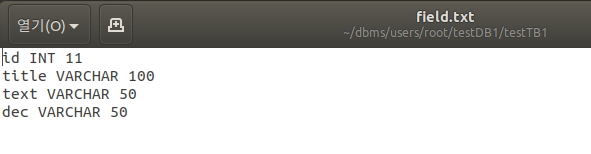 열기(O)
field.txt
~/dbms/users/root/testDB1/testTB1
id INT 11
title VARCHAR 100
text VARCHAR 50
dec VARCHAR 50